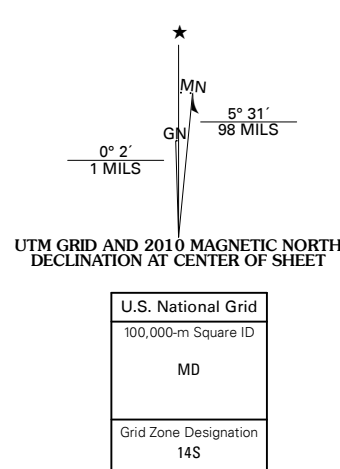 ★
MN
GN
5° 31´
98 MILS
0° 2´
1 MILS
UTM GRID AND 2010 MAGNETIC NORTH
DECLINATION AT CENTER OF SHEET
U.S. National Grid
100,000-m Square ID
MD
Grid Zone Designation
14S